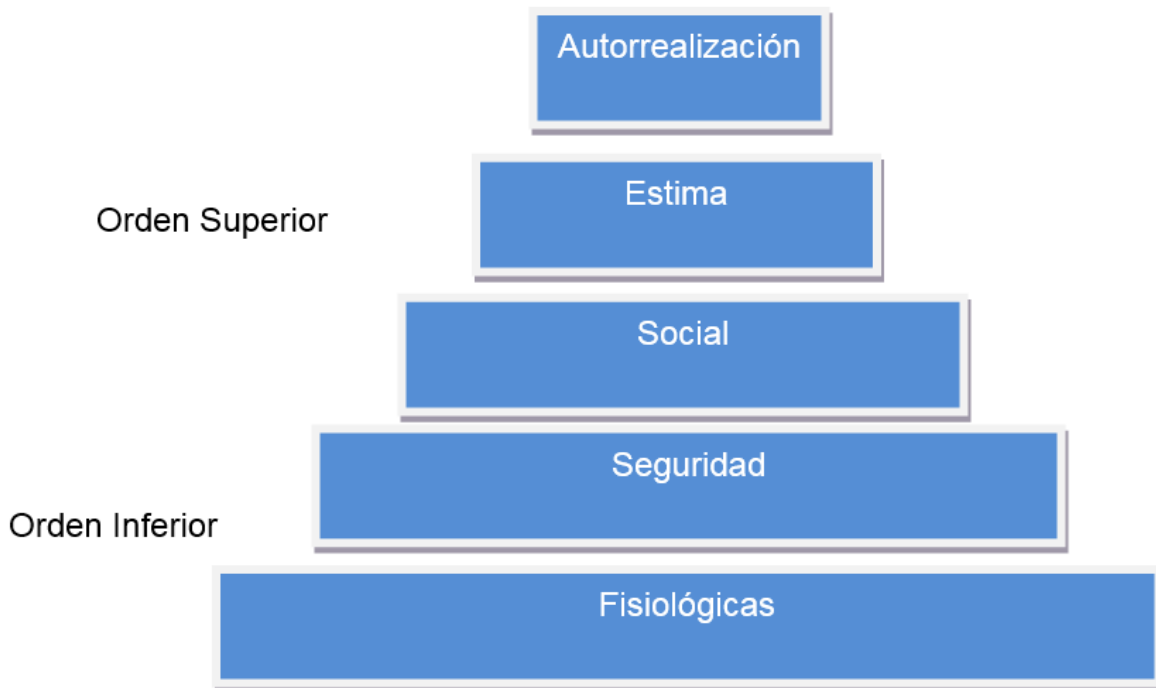 Autorrealización
Estima
Orden Superior
Social
Seguridad
Orden Inferior
Fisiológicas